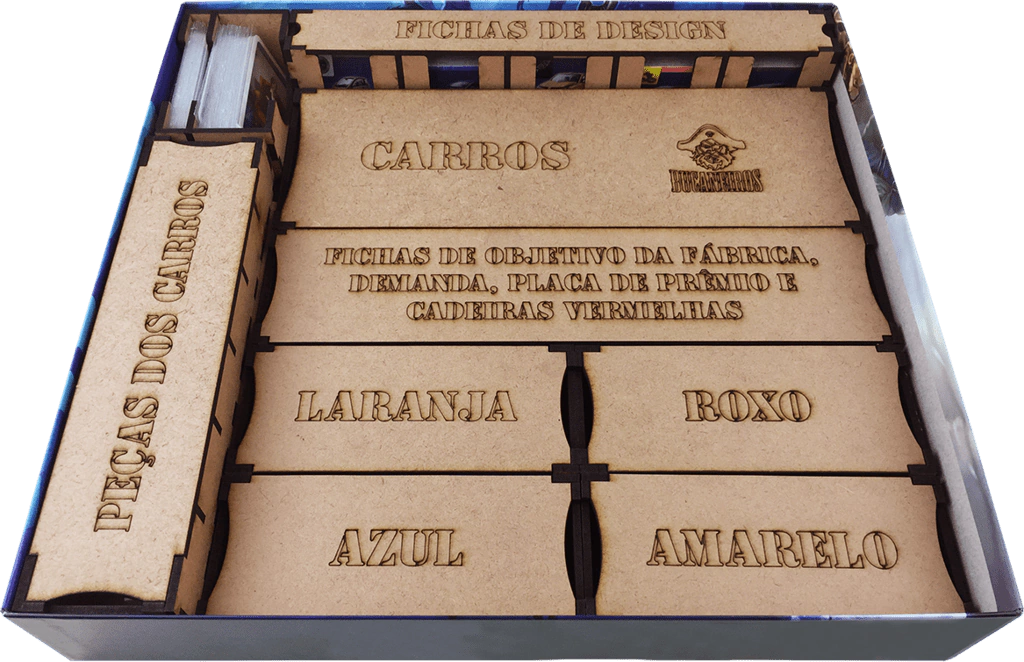 FICHAS DE DESIGN
CARROS
BUCANEIROS
PEÇAS DOS CARROS
FICHAS DE OBJETIVO DA FÁBRICA,
DEMANDA, PLACA DE PRÊMIO E
CADEIRAS VERMELHAS
LARANJA
ROXO
AZUL
AMARELO